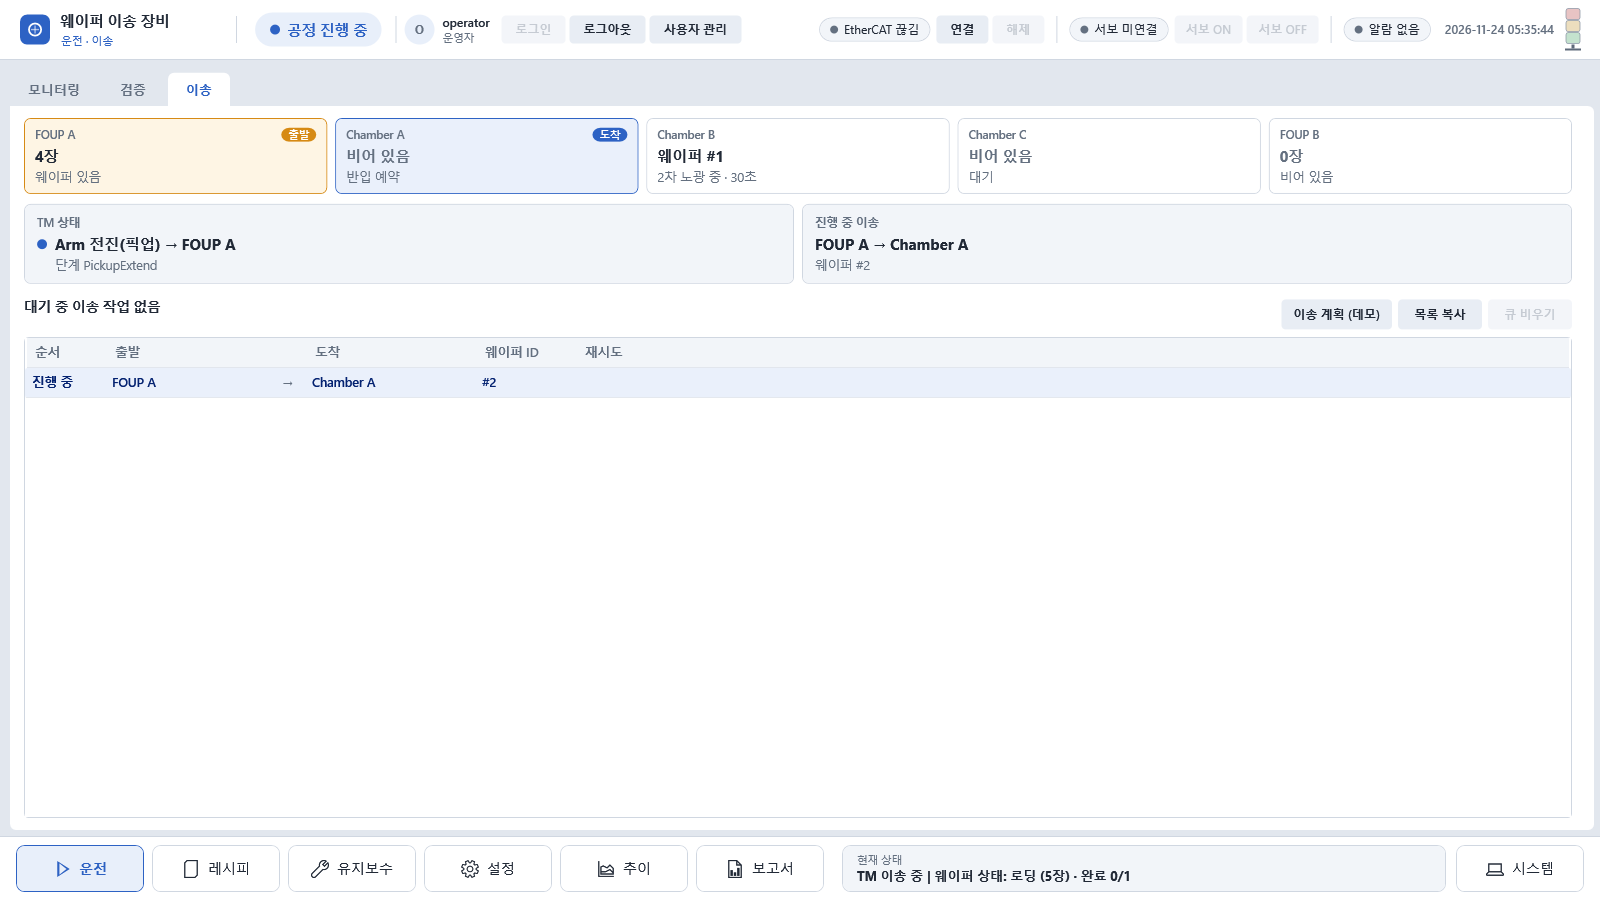 웨이퍼 이송 장비
운전 · 이송
공정 진행 중
O
operator
운영자
로그인
로그아웃
사용자 관리
EtherCAT 끊김
연결
해제
서보 미연결
서보 ON
서보 OFF
알람 없음
2026-11-24 05:35:44
모니터링
검증
이송
FOUP A
출발
4장
웨이퍼 있음
Chamber A
도착
비어 있음
반입 예약
Chamber B
웨이퍼 #1
2차 노광 중 · 30초
Chamber C
비어 있음
대기
FOUP B
0장
비어 있음
TM 상태
Arm 전진(픽업) → FOUP A
단계 PickupExtend
진행 중 이송
FOUP A → Chamber A
웨이퍼 #2
대기 중 이송 작업 없음
이송 계획 (데모)
목록 복사
큐 비우기
순서 출발 도착 웨이퍼 ID 재시도
진행 중 FOUP A → Chamber A #2
운전
레시피
유지보수
설정
추이
보고서
현재 상태
TM 이송 중 | 웨이퍼 상태: 로딩 (5장) · 완료 0/1
시스템